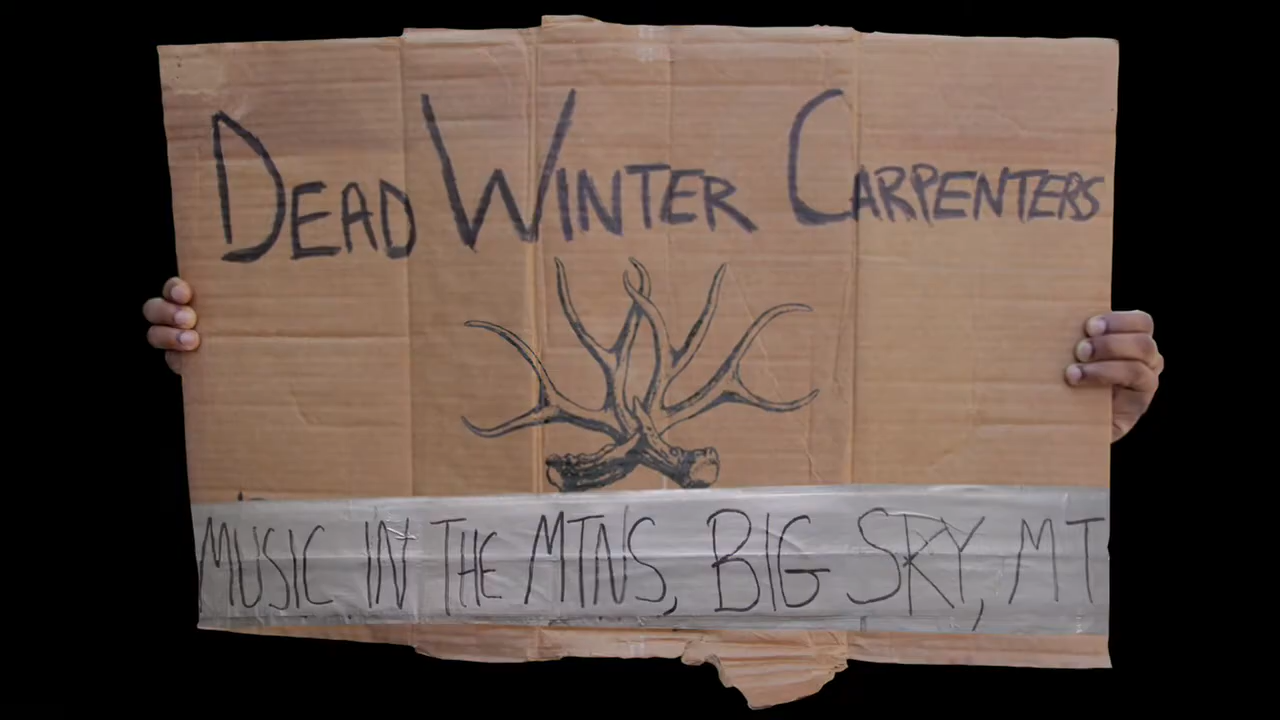 DEAD WINTER CARPENTERS
MUSIC IN THE MTNS, BIG SKY, MT